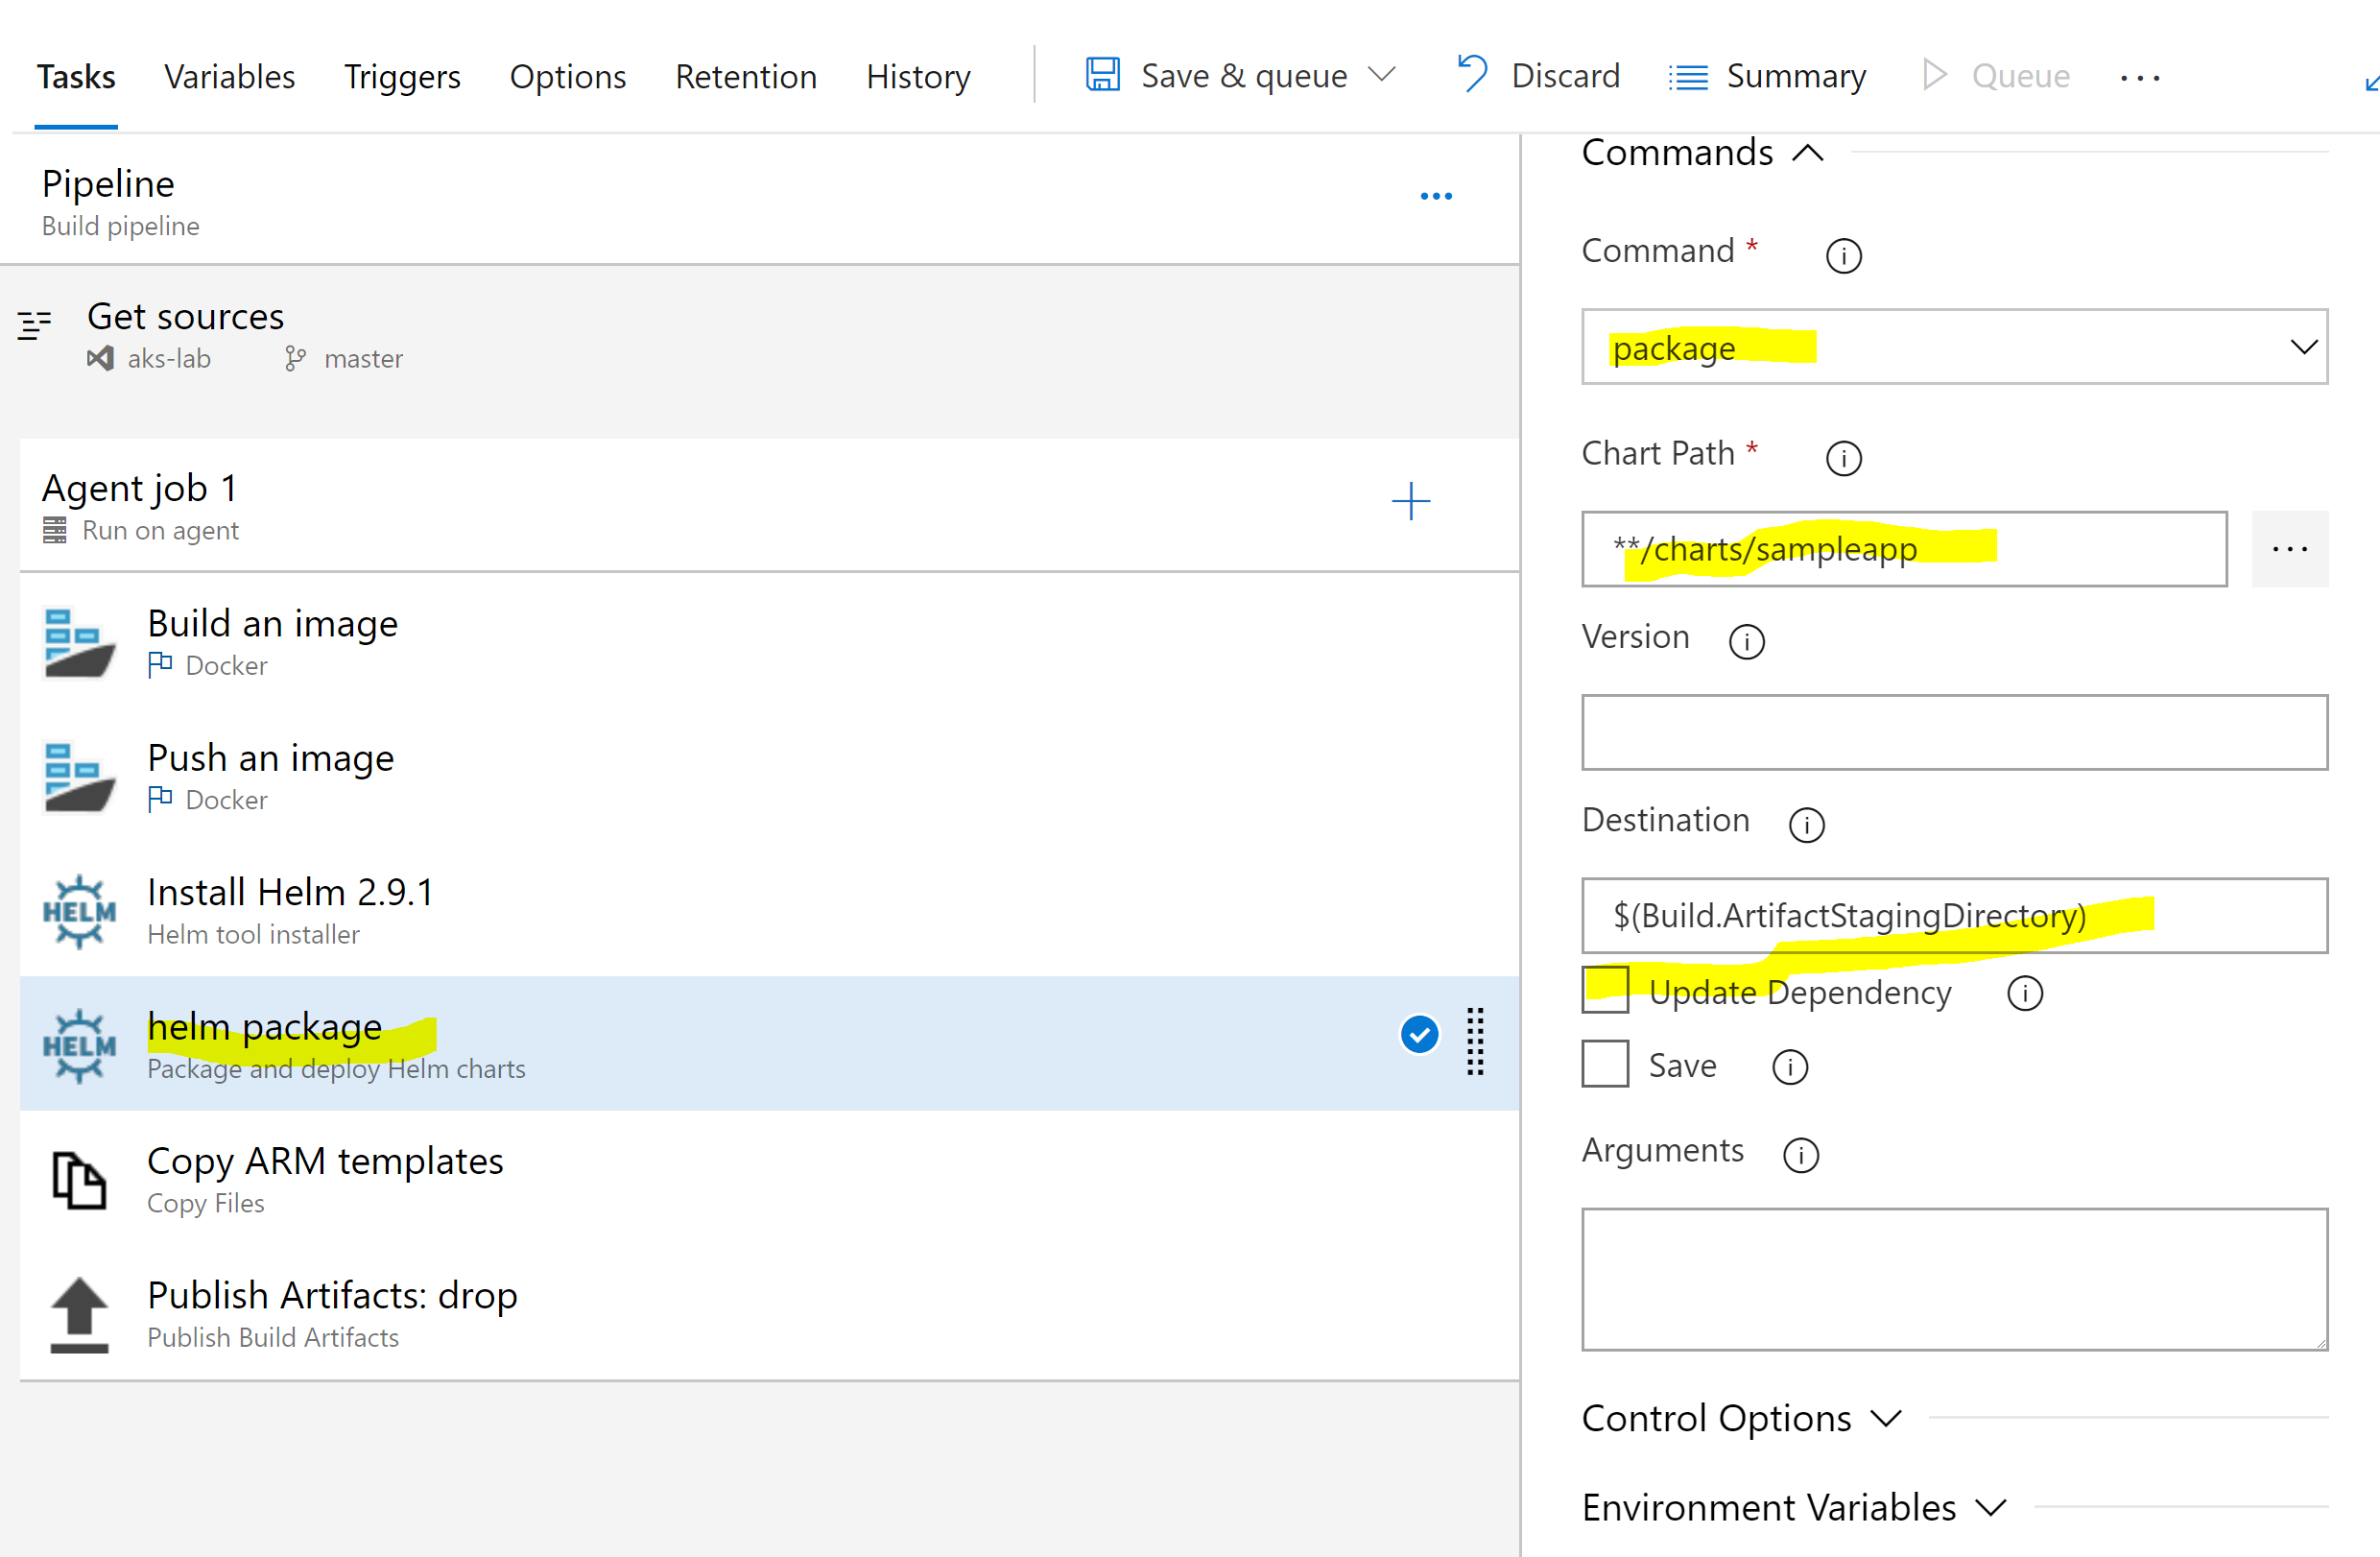 Tasks Variables Triggers Options Retention History Save & queue Discard Summary Queue ...
Pipeline
Build pipeline
Get sources
aks-lab master
Agent job 1
Run on agent
Build an image
Docker
Push an image
Docker
HELM
Install Helm 2.9.1
Helm tool installer
HELM
helm package
Package and deploy Helm charts
Copy ARM templates
Copy Files
Publish Artifacts: drop
Publish Build Artifacts
Commands
Command *
package
Chart Path *
**/charts/sampleapp
...
Version
Destination
$(Build.ArtifactStagingDirectory)
Update Dependency
Save
Arguments
Control Options
Environment Variables